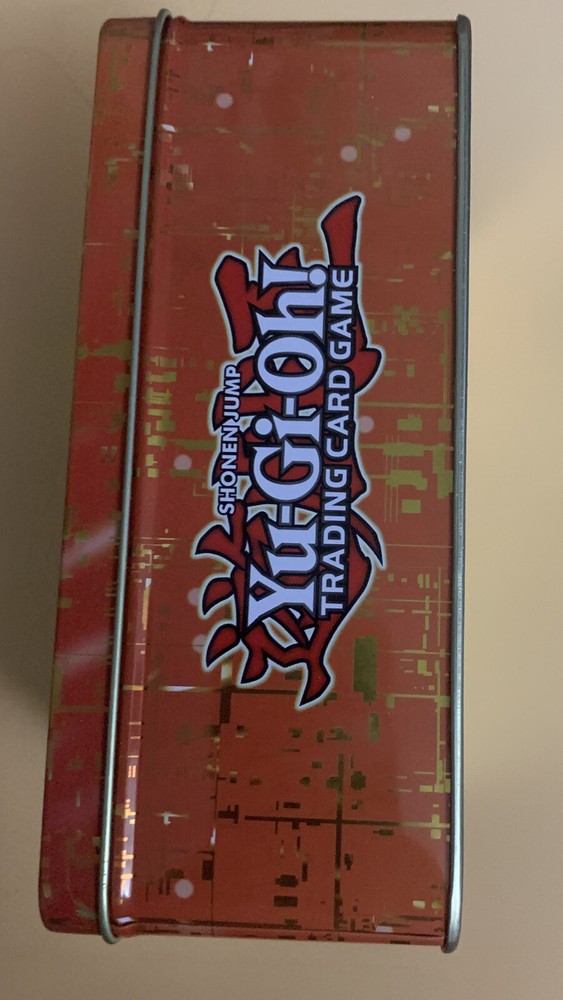 SHONEN JUMP
Yu-Gi-Oh!
TRADING CARD GAME